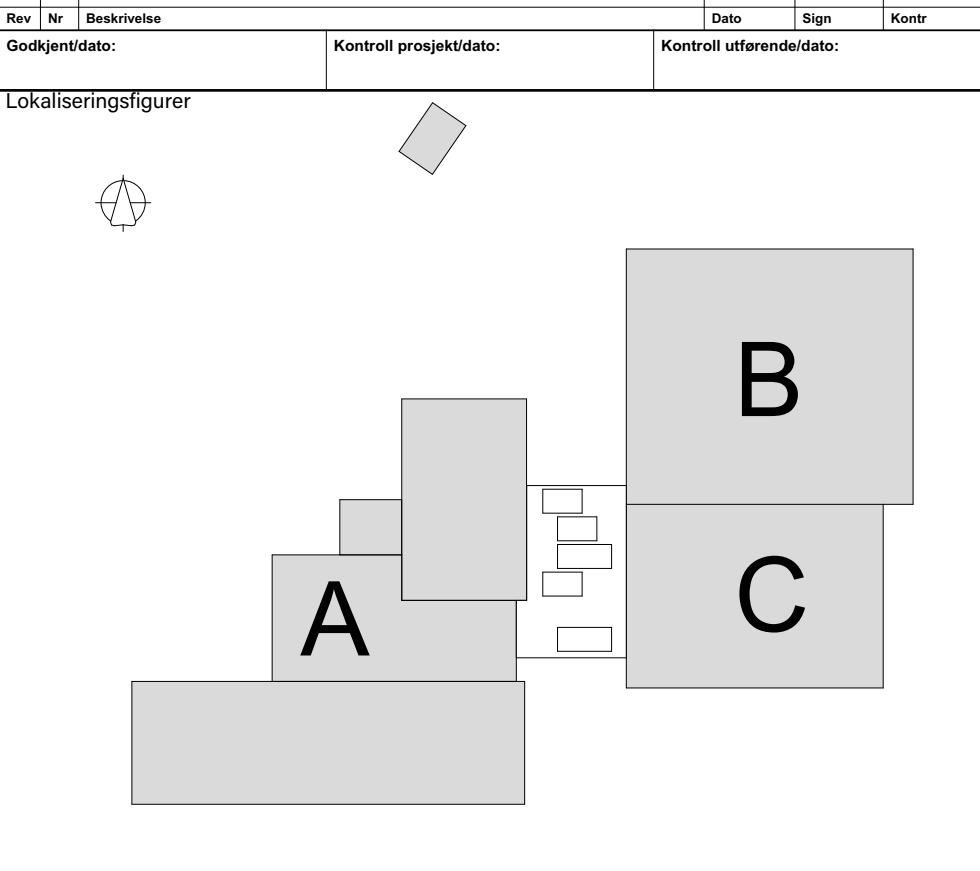 Rev Nr Beskrivelse Dato Sign Kontr
Godkjent/dato: Kontroll prosjekt/dato: Kontroll utførende/dato:
Lokaliseringsfigurer
B
A
C